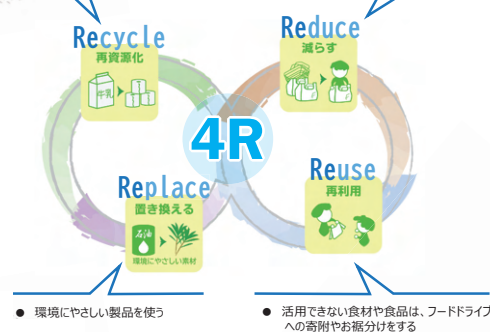 Recycle
再資源化
牛乳
Reduce
減らす
4R
Replace
置き換える
石油
環境にやさしい素材
Reuse
再利用
● 環境にやさしい製品を使う
● 活用できない食材や食品は、フードドライブ
への寄附やお裾分けをする